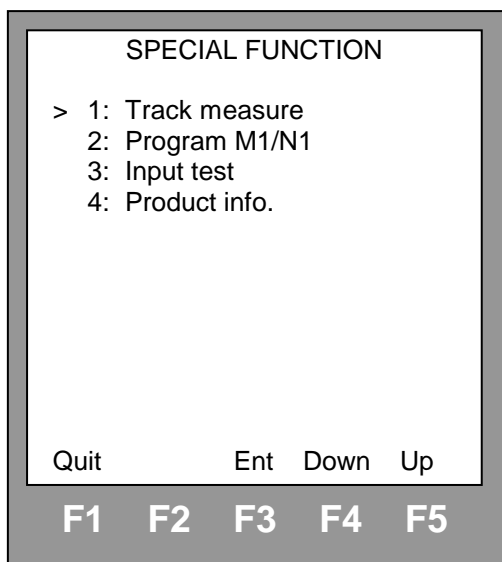 SPECIAL FUNCTION
> 1: Track measure
2: Program M1/N1
3: Input test
4: Product info.
Quit Ent Down Up
F1 F2 F3 F4 F5